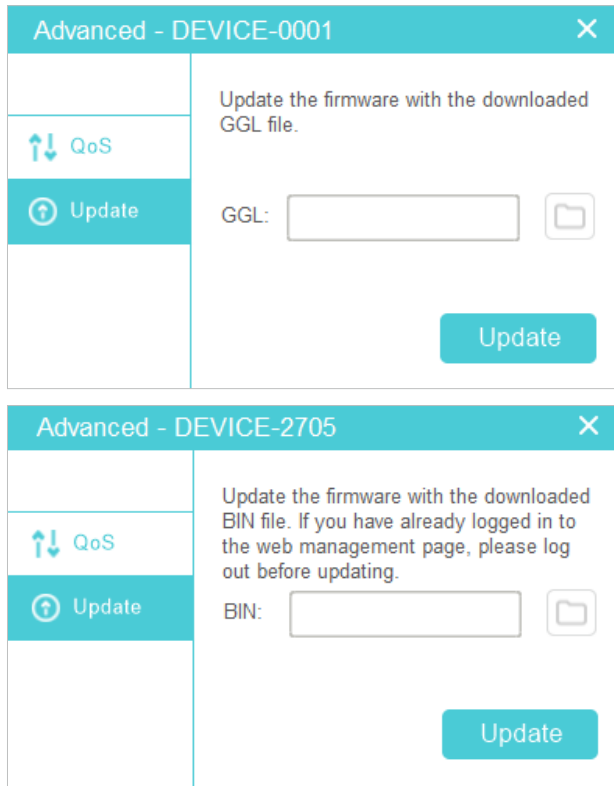 Advanced - DEVICE-0001
Update the firmware with the downloaded
GGL file.
QoS
Update
GGL:
Update
Advanced - DEVICE-2705
Update the firmware with the downloaded
BIN file. If you have already logged in to
the web management page, please log
out before updating.
QoS
Update
BIN:
Update